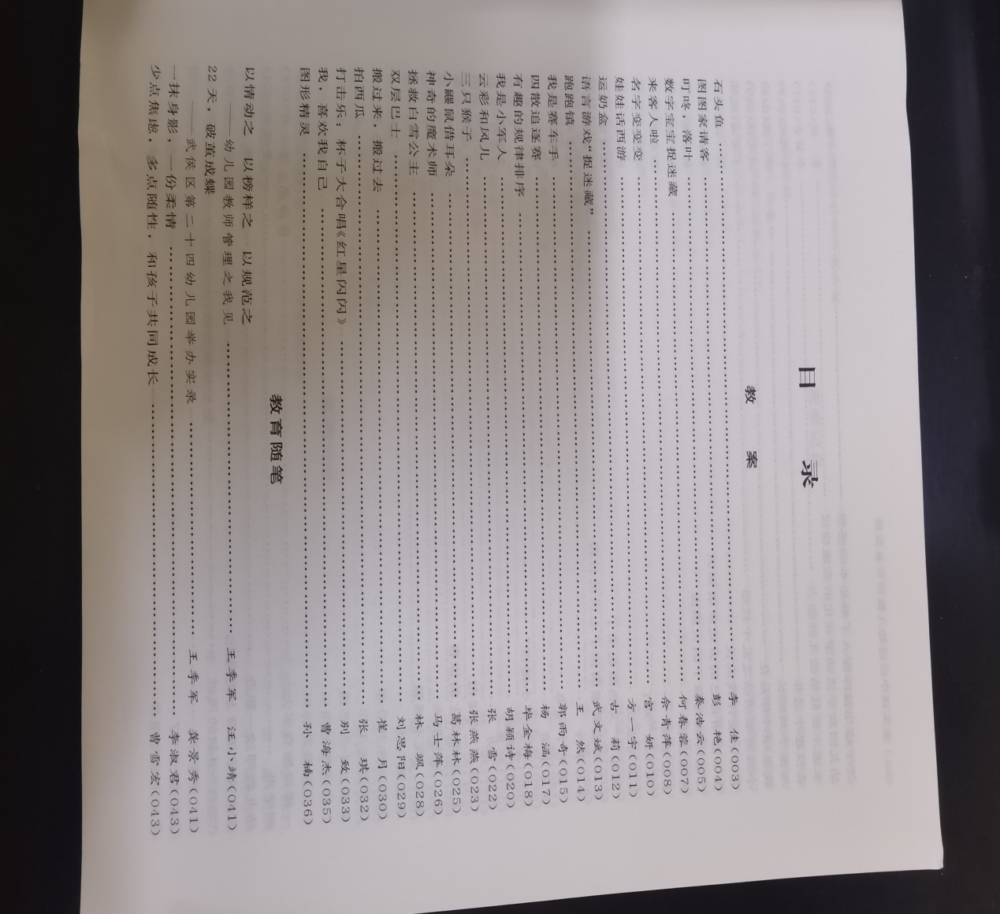 目 录
教 案
石头鱼 …… 李 佳(003)
图图家请客 …… 彭 艳(004)
叮咚，落叶 …… 秦浩云(005)
数字宝宝捉迷藏 …… 何春蓉(007)
来客人啦 …… 佘青萍(008)
名字变变变 …… 宫 妍(010)
娃娃话西游 …… 方一宇(011)
运奶盒 …… 古 莉(012)
语言游戏“捉迷藏” …… 武文斌(013)
跑跑镇 …… 王 然(014)
我是赛车手 …… 郭雨奇(015)
四散追逐赛 …… 杨 涵(017)
有趣的规律排序 …… 毕金梅(018)
我是小军人 …… 胡颖诗(020)
云彩和风儿 …… 张 雪(022)
三只猴子 …… 张燕燕(023)
小鼹鼠借耳朵 …… 葛林林(025)
神奇的魔术师 …… 马士萍(026)
拯救白雪公主 …… 林 飒(028)
双层巴士 …… 刘思阳(029)
搬过来，搬过去 …… 崔 月(030)
拍西瓜 …… 张 琪(032)
打击乐：杯子大合唱《红星闪闪》 …… 别 致(033)
我，喜欢我自己 …… 曹海杰(035)
图形精灵 …… 孙 楠(036)
教育随笔
以情动之 以榜样之 以规范之
——幼儿园教师管理之我见 …… 王季军 汪小靖(041)
22天，破茧成蝶
——武侯区第二十四幼儿园举办实录 …… 王季军 龚景秀(041)
一抹身影，一份柔情 …… 李淑君(043)
少点焦虑，多点随性，和孩子共同成长 …… 曹雪宏(043)